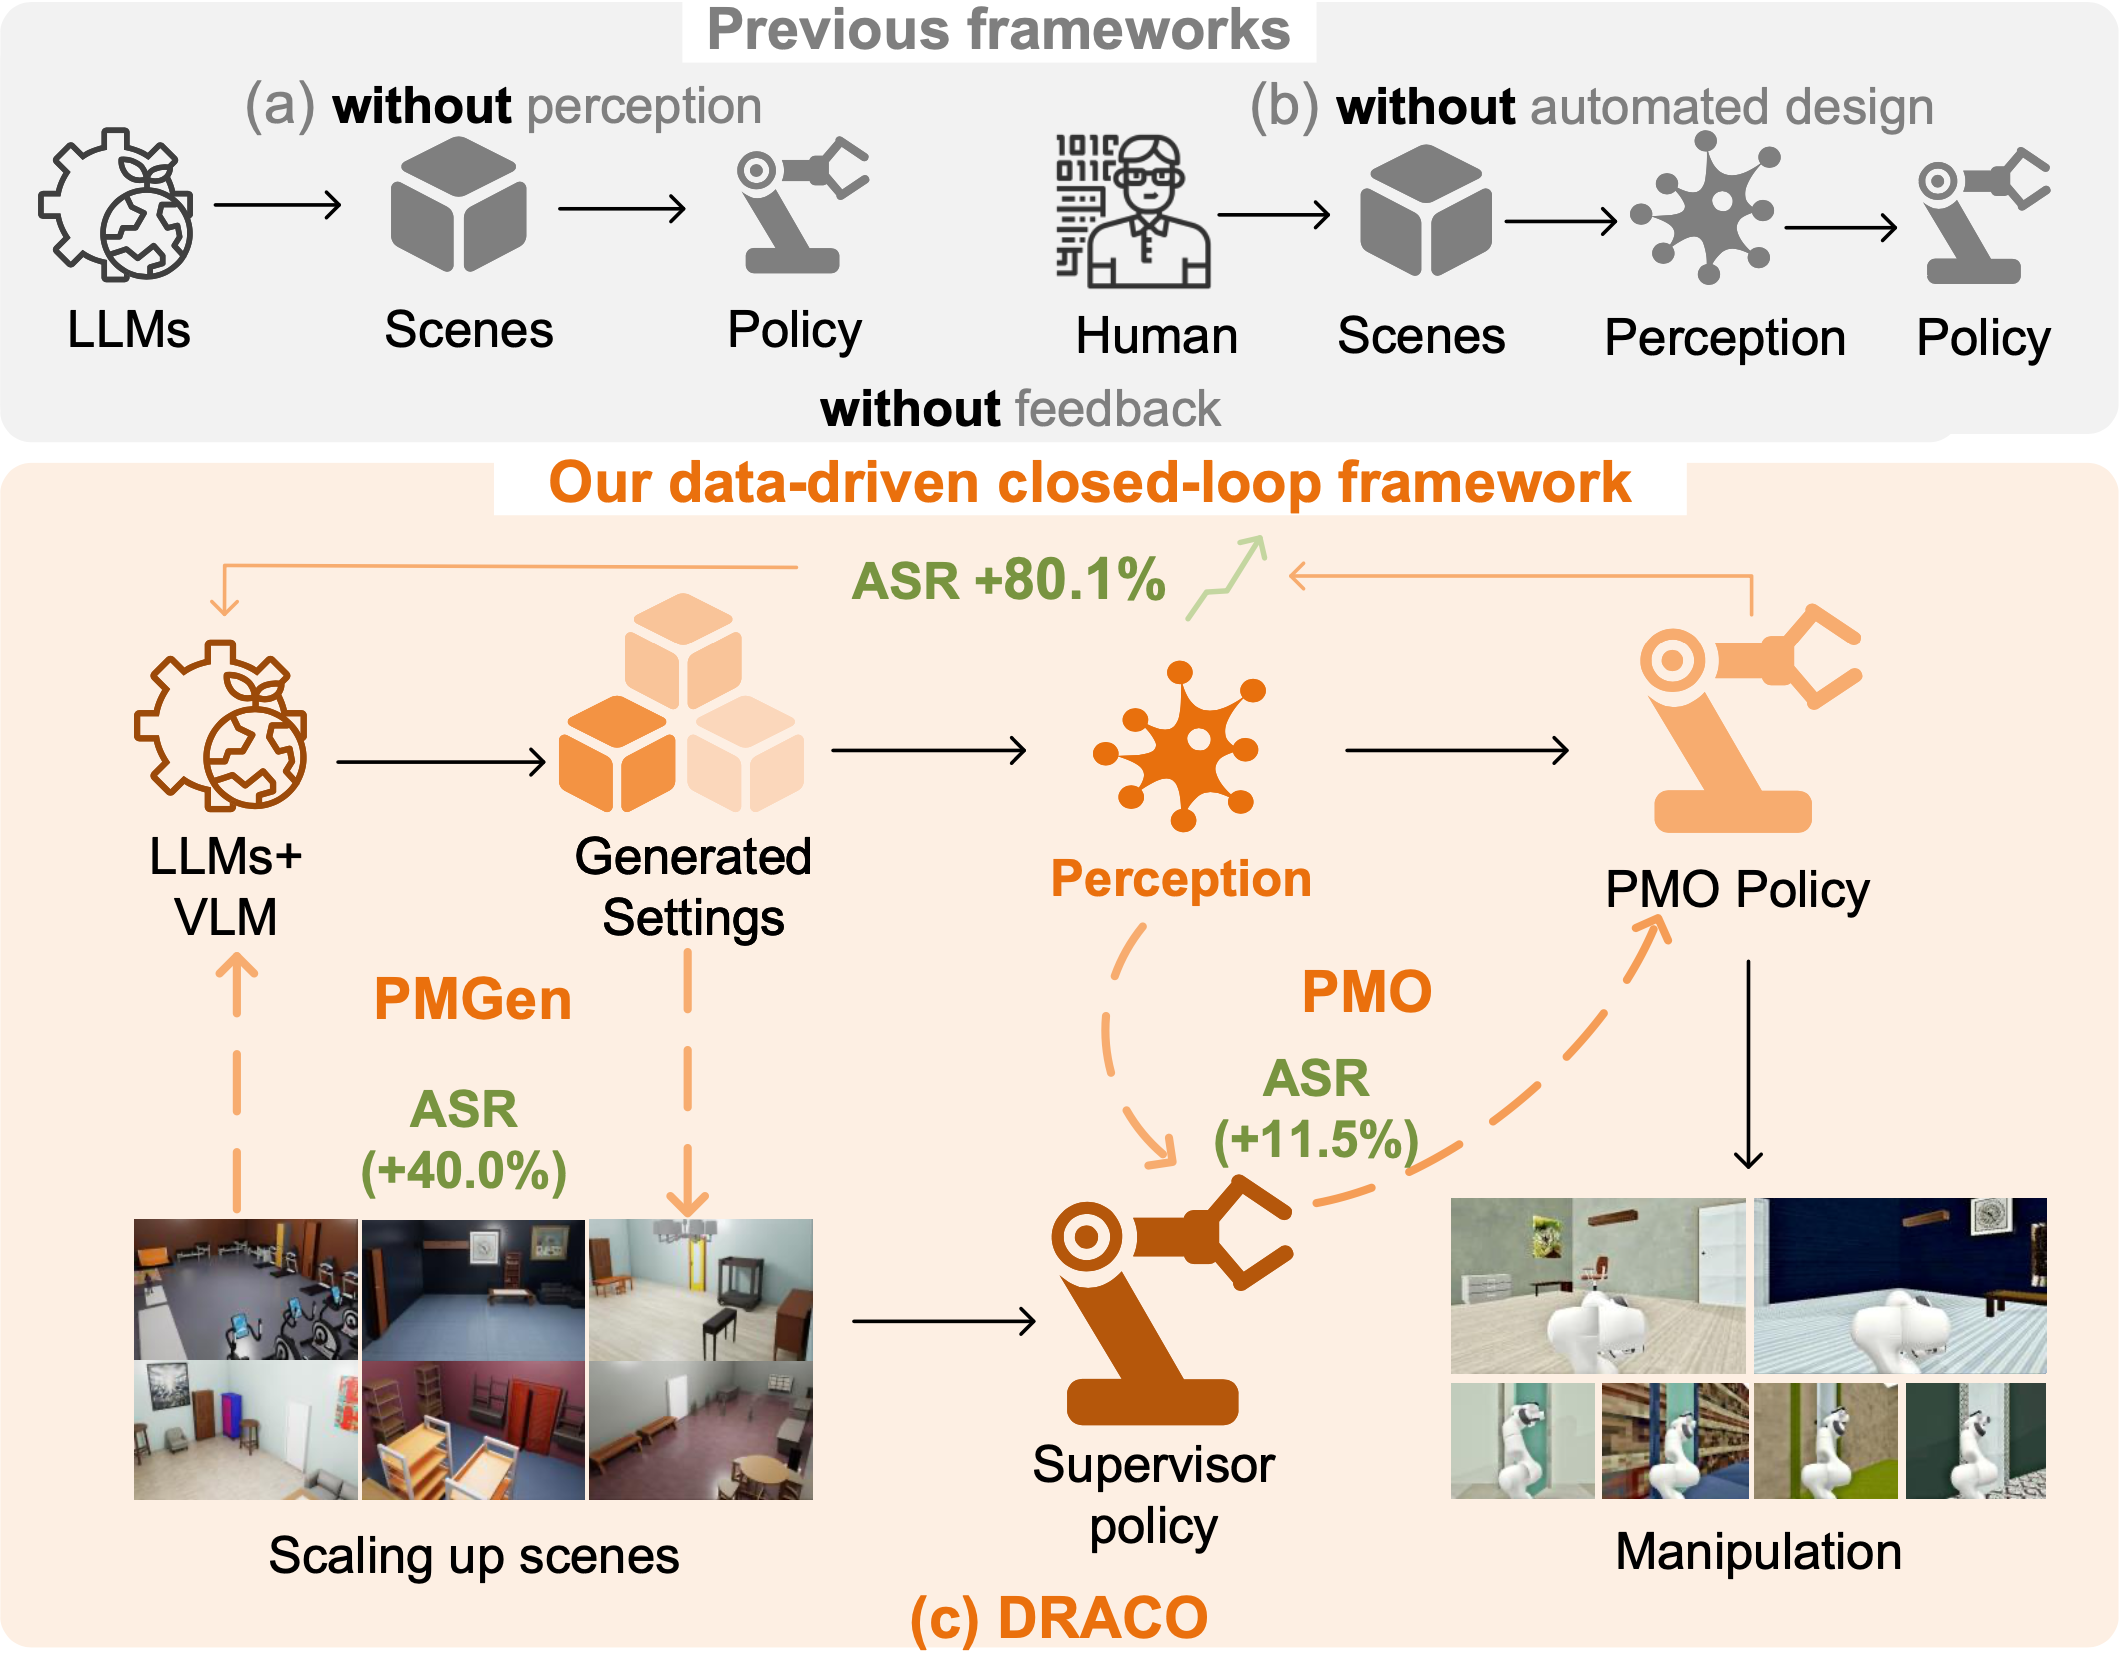 Previous frameworks
(a) without perception
(b) without automated design
LLMs
Scenes
Policy
Human
Scenes
Perception
Policy
without feedback
Our data-driven closed-loop framework
ASR +80.1%
LLMs+
VLM
Generated
Settings
Perception
PMO Policy
PMGen
ASR
(+40.0%)
PMO
ASR
(+11.5%)
Scaling up scenes
Supervisor
policy
Manipulation
(c) DRACO